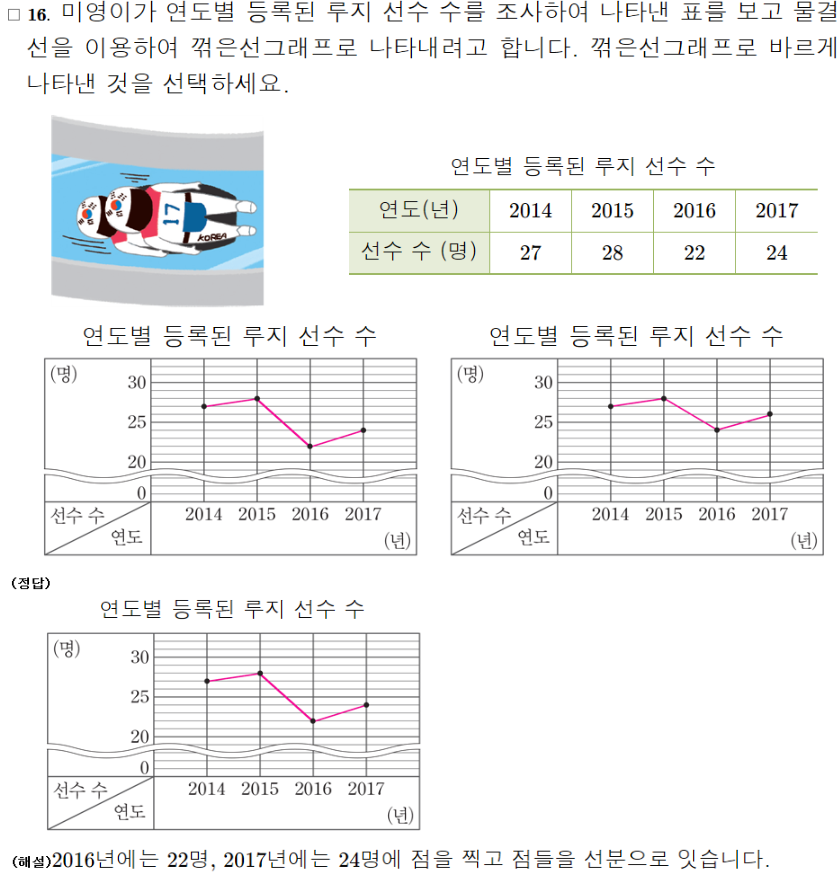 □ 16. 미영이가 연도별 등록된 루지 선수 수를 조사하여 나타낸 표를 보고 물결
선을 이용하여 꺾은선그래프로 나타내려고 합니다. 꺾은선그래프로 바르게
나타낸 것을 선택하세요.
17
KOREA
연도별 등록된 루지 선수 수
연도(년) 2014 2015 2016 2017
선수 수 (명) 27 28 22 24
연도별 등록된 루지 선수 수
(명)
30
25
20
0
선수 수
연도
2014 2015 2016 2017
(년)
연도별 등록된 루지 선수 수
(명)
30
25
20
0
선수 수
연도
2014 2015 2016 2017
(년)
(정답)
연도별 등록된 루지 선수 수
(명)
30
25
20
0
선수 수
연도
2014 2015 2016 2017
(년)
(해설)2016년에는 22명, 2017년에는 24명에 점을 찍고 점들을 선분으로 잇습니다.